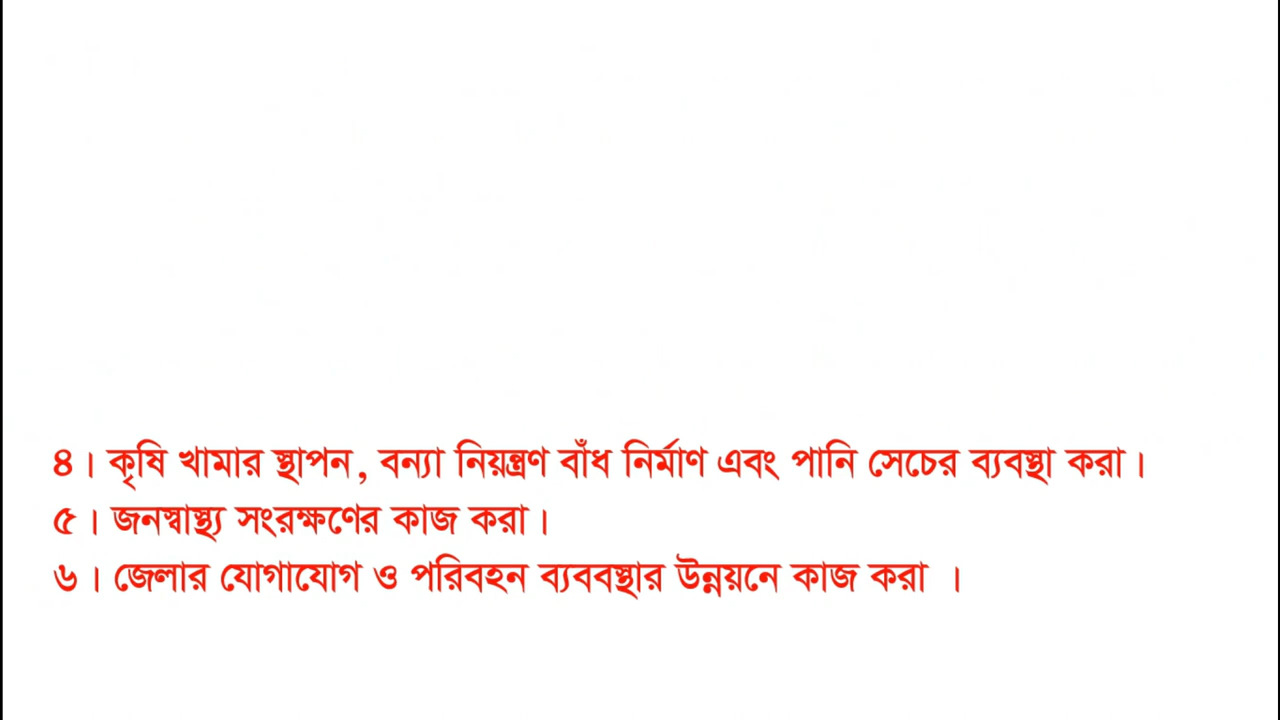 ৪। কৃষি খামার স্থাপন, বন্যা নিয়ন্ত্রণ বাঁধ নির্মাণ এবং পানি সেচের ব্যবস্থা করা।
৫। জনস্বাস্থ্য সংরক্ষণের কাজ করা।
৬। জেলার যোগাযোগ ও পরিবহন ব্যববস্থার উন্নয়নে কাজ করা ।